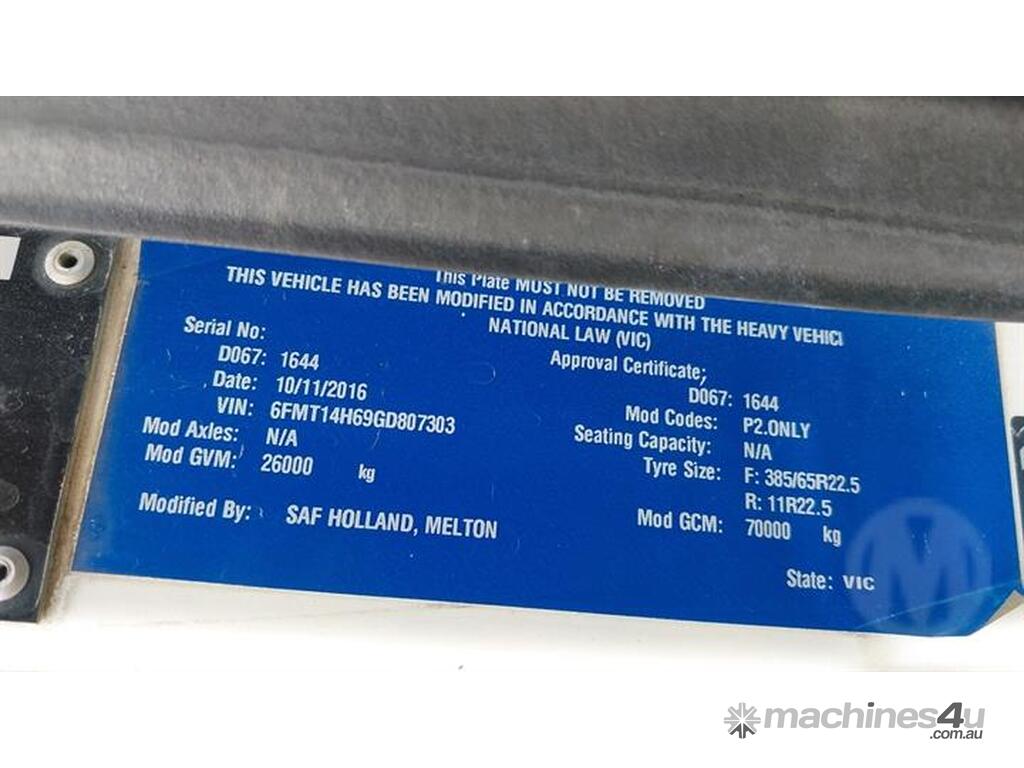 This Plate MUST NOT BE REMOVED
THIS VEHICLE HAS BEEN MODIFIED IN ACCORDANCE WITH THE HEAVY VEHICL
NATIONAL LAW (VIC)
Serial No:
D067: 1644
Date: 10/11/2016
VIN: 6FMT14H69GD807303
Mod Axles: N/A
Mod GVM: 26000 kg
Modified By: SAF HOLLAND, MELTON
Approval Certificate;
D067: 1644
Mod Codes: P2.ONLY
Seating Capacity: N/A
Tyre Size: F: 385/65R22.5
R: 11R22.5
Mod GCM: 70000 kg
State: VIC
M
machines4u
.com.au